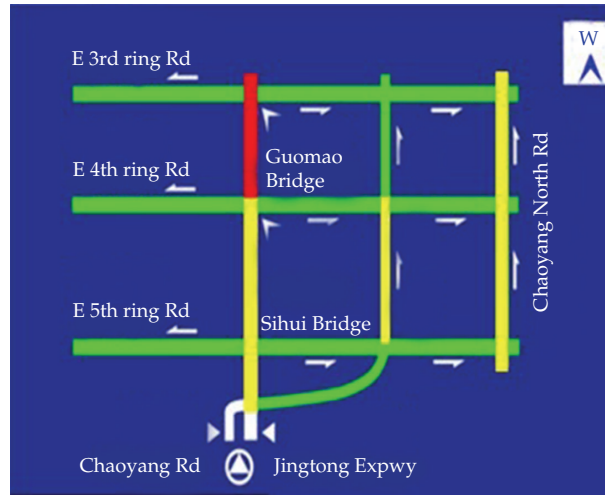 E 3rd ring Rd
W
Guomao
Bridge
E 4th ring Rd
Chaoyang North Rd
E 5th ring Rd
Sihui Bridge
Chaoyang Rd
Jingtong Expwy